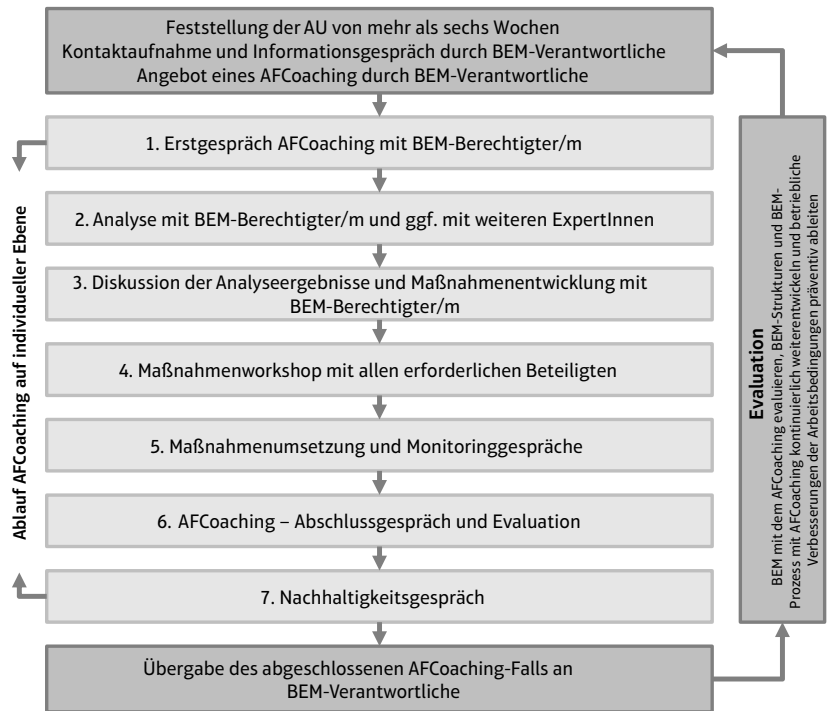 Feststellung der AU von mehr als sechs Wochen
Kontaktaufnahme und Informationsgespräch durch BEM-Verantwortliche
Angebot eines AFCoaching durch BEM-Verantwortliche
Ablauf AFCoaching auf individueller Ebene
1. Erstgespräch AFCoaching mit BEM-Berechtigter/m
2. Analyse mit BEM-Berechtigter/m und ggf. mit weiteren ExpertInnen
3. Diskussion der Analyseergebnisse und Maßnahmenentwicklung mit
BEM-Berechtigter/m
4. Maßnahmenworkshop mit allen erforderlichen Beteiligten
5. Maßnahmenumsetzung und Monitoringgespräche
6. AFCoaching – Abschlussgespräch und Evaluation
7. Nachhaltigkeitsgespräch
Übergabe des abgeschlossenen AFCoaching-Falls an
BEM-Verantwortliche
Evaluation
BEM mit dem AFCoaching evaluieren, BEM-Strukturen und BEM-
Prozess mit AFCoaching kontinuierlich weiterentwickeln und betriebliche
Verbesserungen der Arbeitsbedingungen präventiv ableiten